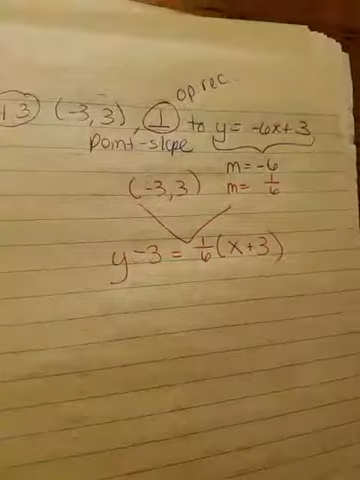 op. rec.
13 (-3, 3), ⊥ to y = -6x + 3
point-slope
m = -6
(-3, 3) m = 1/6
y - 3 = 1/6 (x + 3)